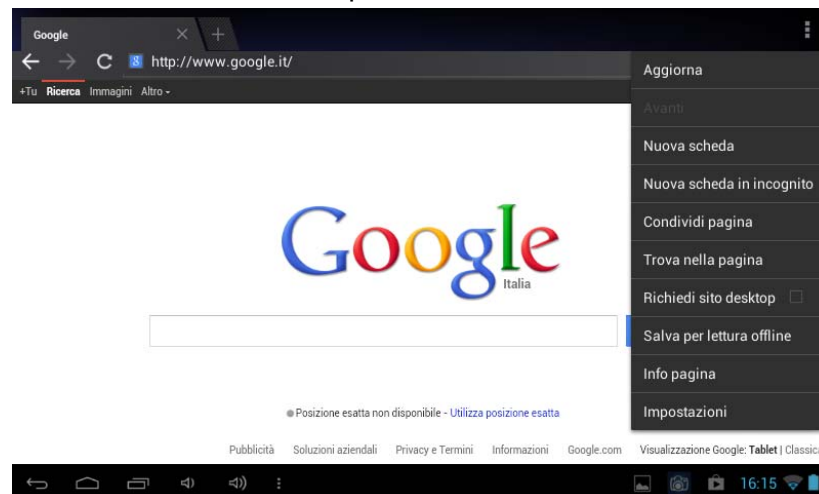 Google
http://www.google.it/
+Tu Ricerca Immagini Altro
Aggiorna
Avanti
Nuova scheda
Nuova scheda in incognito
Condividi pagina
Trova nella pagina
Richiedi sito desktop
Salva per lettura offline
Info pagina
Impostazioni
Google
Italia
Posizione esatta non disponibile - Utilizza posizione esatta
Pubblicità Soluzioni aziendali Privacy e Termini Informazioni Google.com Visualizzazione Google: Tablet |
16:15